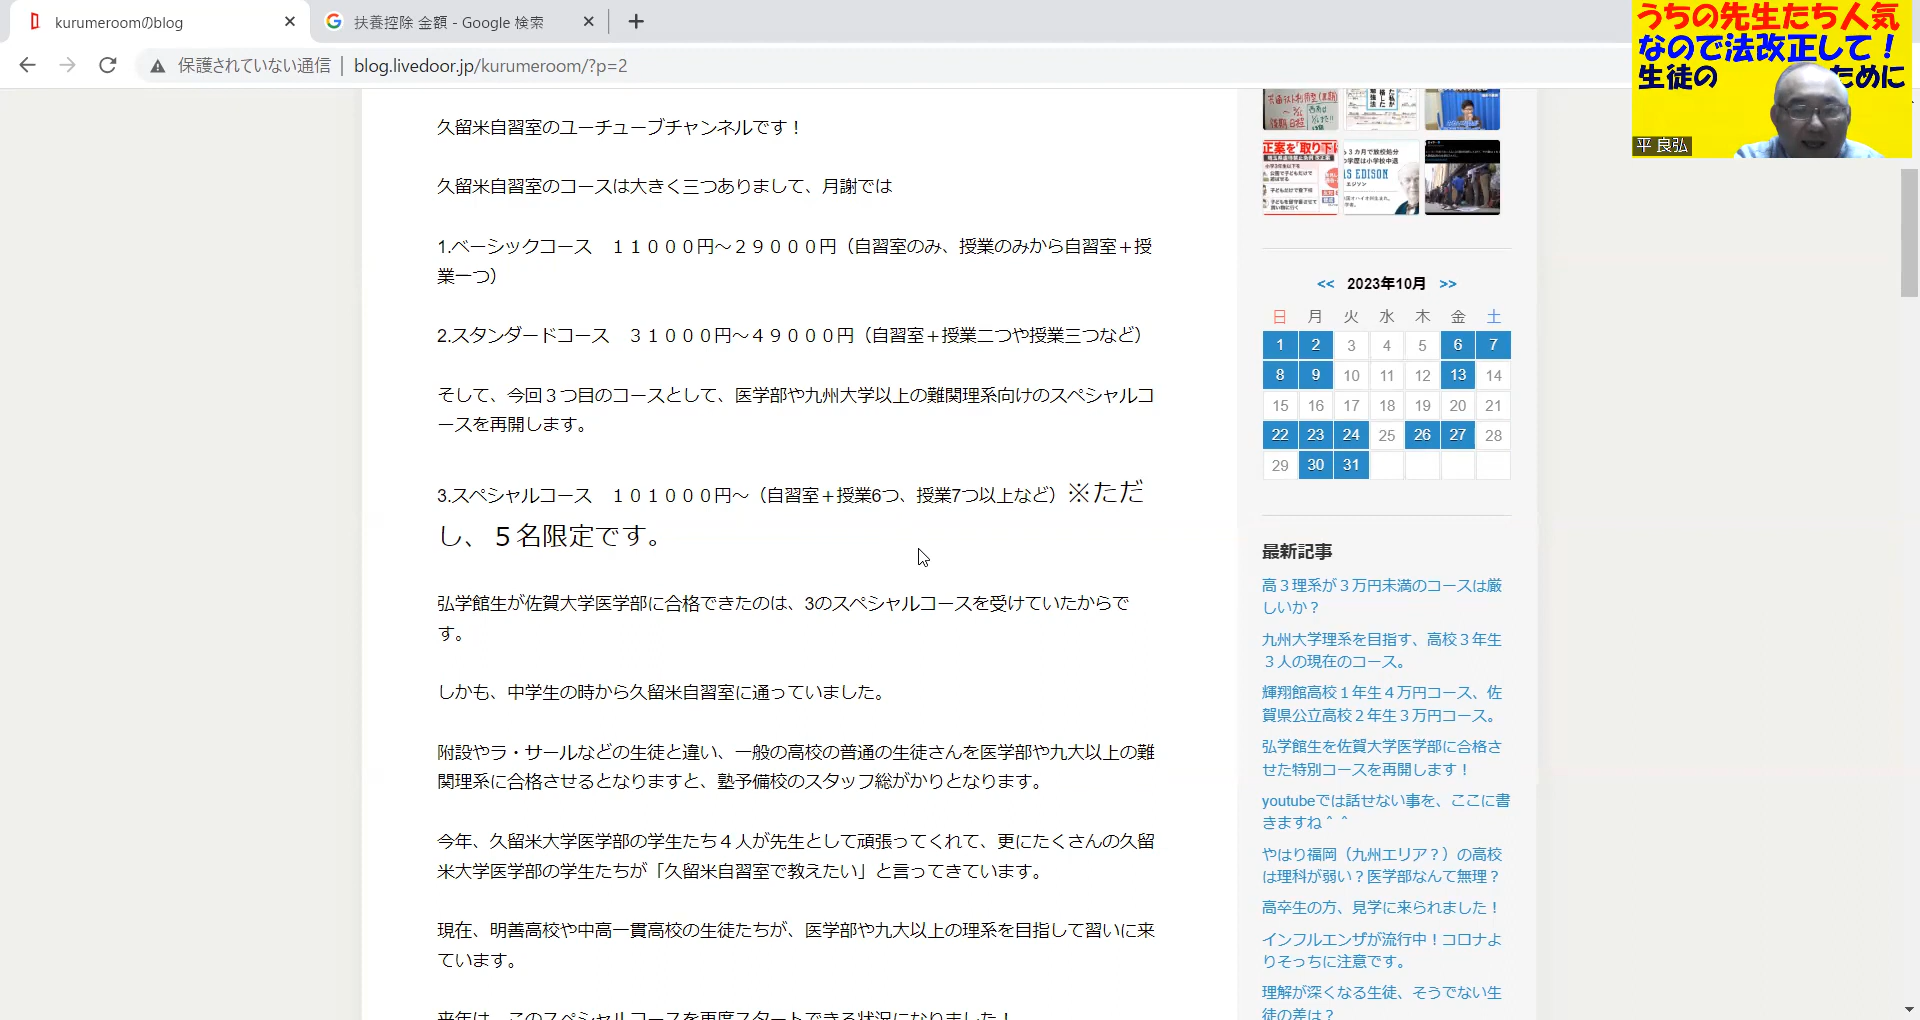 kurumeroomのblog
扶養控除 金額 - Google 検索
保護されていない通信
blog.livedoor.jp/kurumeroom/?p=2
うちの先生たち人気
なので法改正して！
生徒の ために
平 良弘
久留米自習室のユーチューブチャンネルです！
久留米自習室のコースは大きく三つありまして、月謝では
1.ベーシックコース　１１０００円～２９０００円（自習室のみ、授業のみから自習室＋授
業一つ）
2.スタンダードコース　３１０００円～４９０００円（自習室＋授業二つや授業三つなど）
そして、今回３つ目のコースとして、医学部や九州大学以上の難関理系向けのスペシャルコ
ースを再開します。
3.スペシャルコース　１０１０００円～（自習室＋授業6つ、授業7つ以上など）※ただ
し、５名限定です。
弘学館生が佐賀大学医学部に合格できたのは、3のスペシャルコースを受けていたからで
す。
しかも、中学生の時から久留米自習室に通っていました。
附設やラ・サールなどの生徒と違い、一般の高校の普通の生徒さんを医学部や九大以上の難
関理系に合格させるとなりますと、塾予備校のスタッフ総がかりとなります。
今年、久留米大学医学部の学生たち４人が先生として頑張ってくれて、更にたくさんの久留
米大学医学部の学生たちが「久留米自習室で教えたい」と言ってきています。
現在、明善高校や中高一貫高校の生徒たちが、医学部や九大以上の理系を目指して習いに来
ています。
来年は、このスペシャルコースを再度スタートできる状況になりました！
<< 2023年10月 >>
日 月 火 水 木 金 土
1 2 3 4 5 6 7
8 9 10 11 12 13 14
15 16 17 18 19 20 21
22 23 24 25 26 27 28
29 30 31
最新記事
高３理系が３万円未満のコースは厳
しいか？
九州大学理系を目指す、高校３年生
３人の現在のコース。
輝翔館高校１年生４万円コース、佐
賀県公立高校２年生３万円コース。
弘学館生を佐賀大学医学部に合格さ
せた特別コースを再開します！
youtubeでは話せない事を、ここに書
きますね＾＾
やはり福岡（九州エリア？）の高校
は理科が弱い？医学部なんて無理？
高卒生の方、見学に来られました！
インフルエンザが流行中！コロナよ
りそっちに注意です。
理解が深くなる生徒、そうでない生
徒の差は？